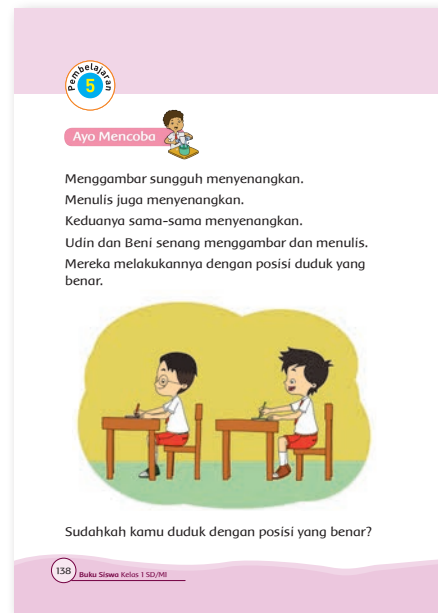 Pembelajaran
5
Ayo Mencoba
Menggambar sungguh menyenangkan.
Menulis juga menyenangkan.
Keduanya sama-sama menyenangkan.
Udin dan Beni senang menggambar dan menulis.
Mereka melakukannya dengan posisi duduk yang
benar.
Sudahkah kamu duduk dengan posisi yang benar?
138 Buku Siswa Kelas 1 SD/MI